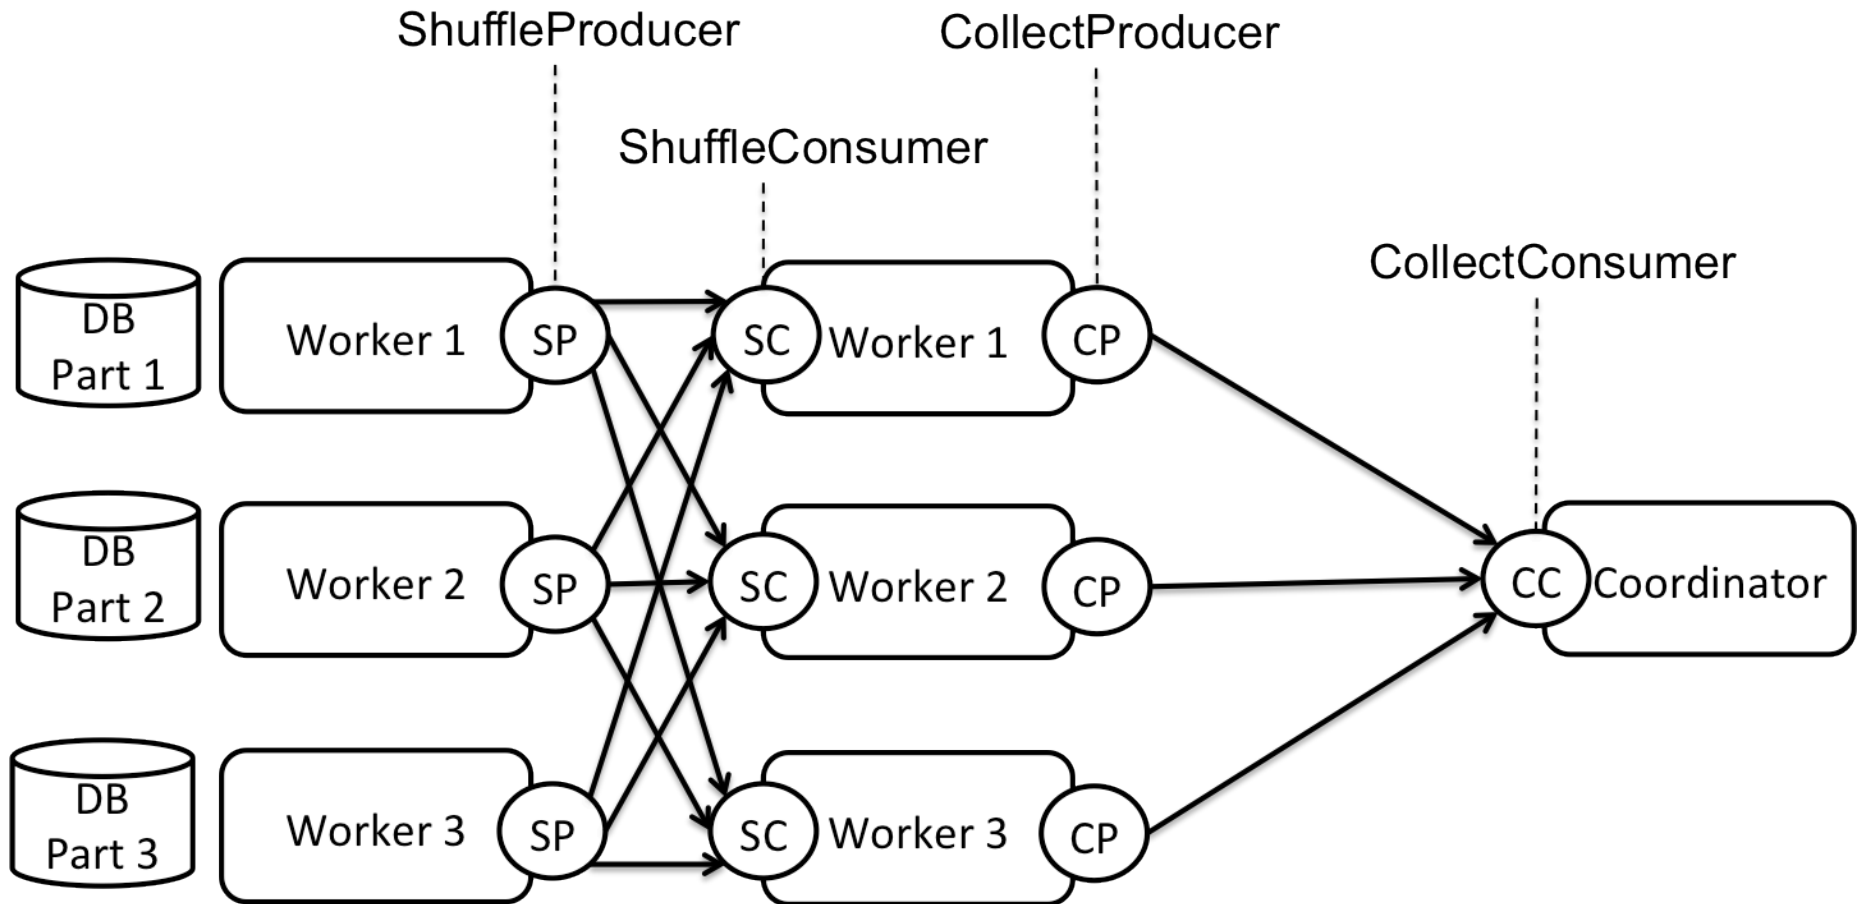 ShuffleProducer
CollectProducer
ShuffleConsumer
CollectConsumer
DB
Part 1
Worker 1
SP
SC
Worker 1
CP
DB
Part 2
Worker 2
SP
SC
Worker 2
CP
CC
Coordinator
DB
Part 3
Worker 3
SP
SC
Worker 3
CP